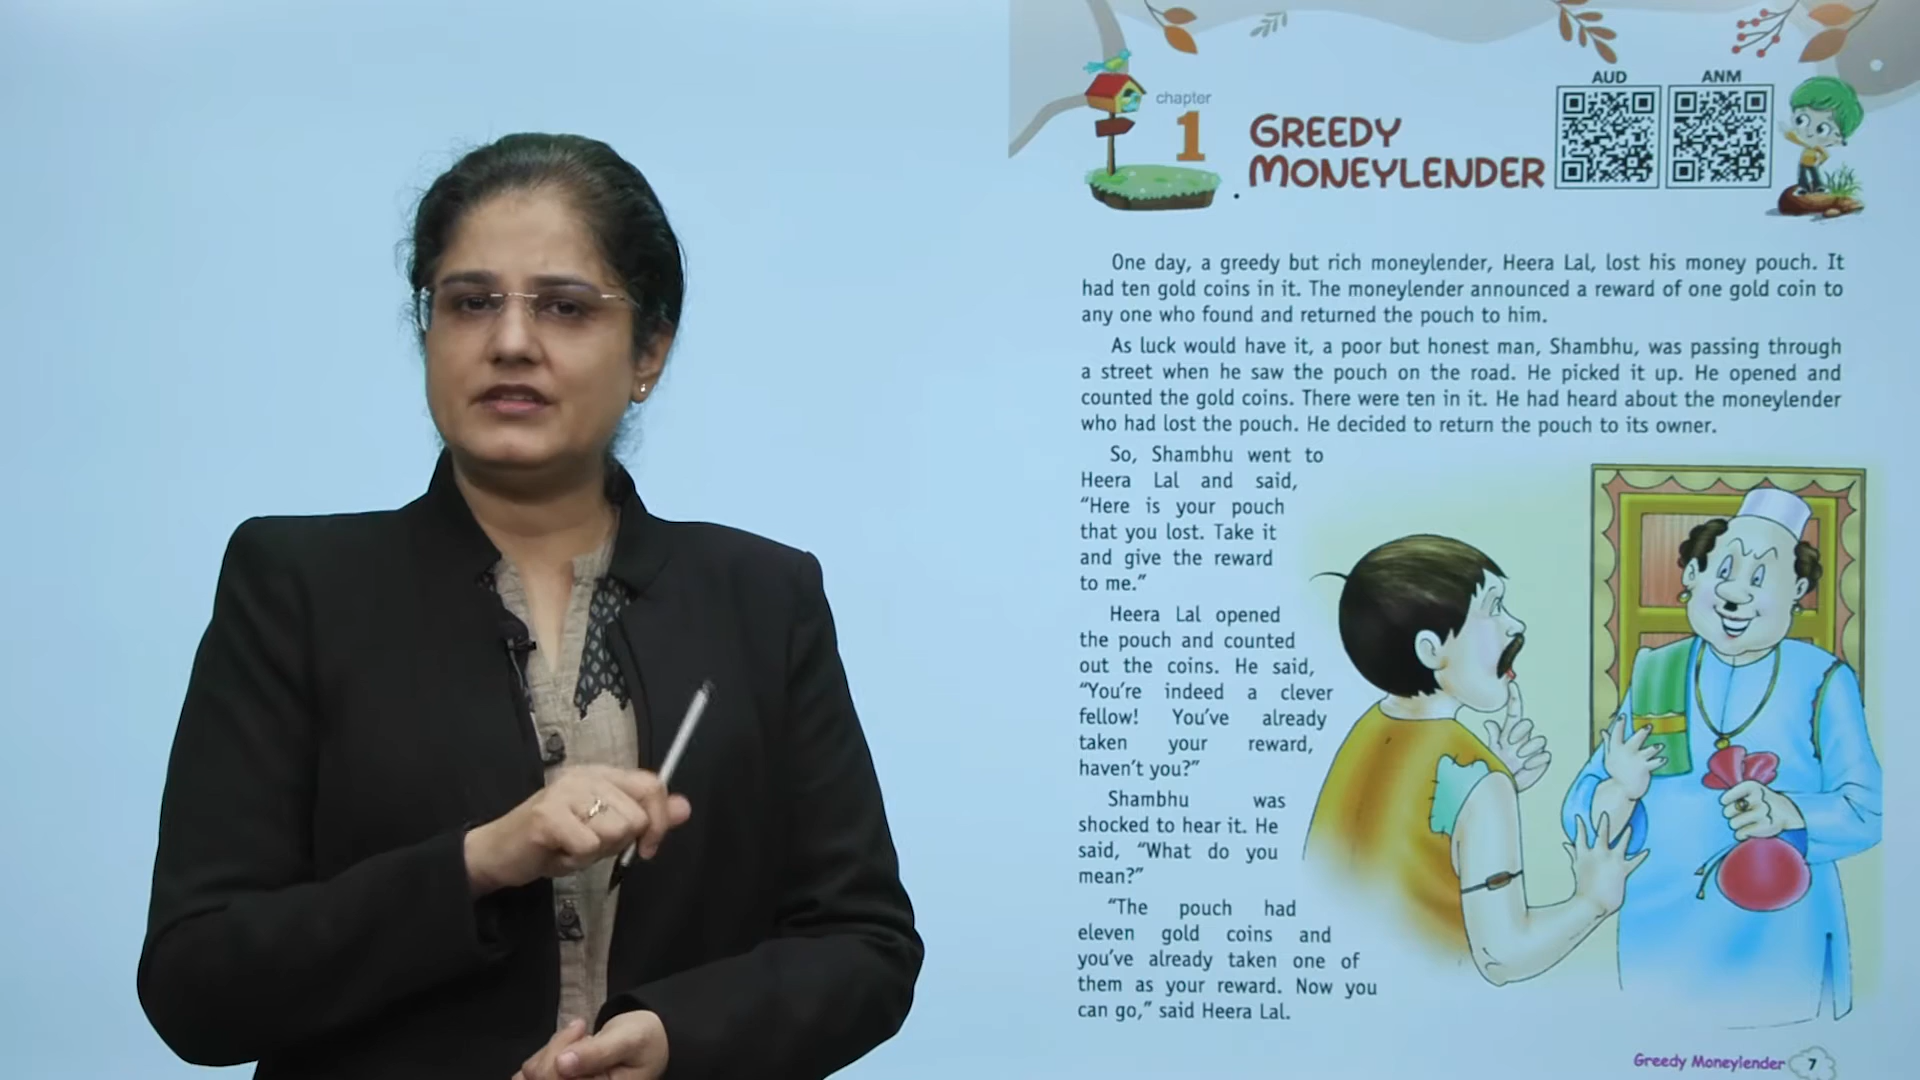 AUD
ANM
chapter
1
GREEDY
MONEYLENDER
One day, a greedy but rich moneylender, Heera Lal, lost his money pouch. It
had ten gold coins in it. The moneylender announced a reward of one gold coin to
any one who found and returned the pouch to him.
As luck would have it, a poor but honest man, Shambhu, was passing through
a street when he saw the pouch on the road. He picked it up. He opened and
counted the gold coins. There were ten in it. He had heard about the moneylender
who had lost the pouch. He decided to return the pouch to its owner.
So, Shambhu went to
Heera Lal and said,
“Here is your pouch
that you lost. Take it
and give the reward
to me.”
Heera Lal opened
the pouch and counted
out the coins. He said,
“You’re indeed a clever
fellow! You’ve already
taken your reward,
haven’t you?”
Shambhu was
shocked to hear it. He
said, “What do you
mean?”
“The pouch had
eleven gold coins and
you’ve already taken one of
them as your reward. Now you
can go,” said Heera Lal.
Greedy Moneylender 7